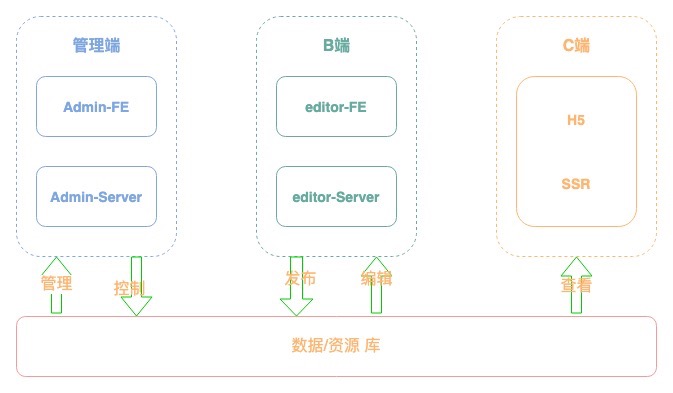 管理端
B端
C端
Admin-FE
editor-FE
H5
Admin-Server
editor-Server
SSR
管理
控制
发布
编辑
查看
数据/资源 库